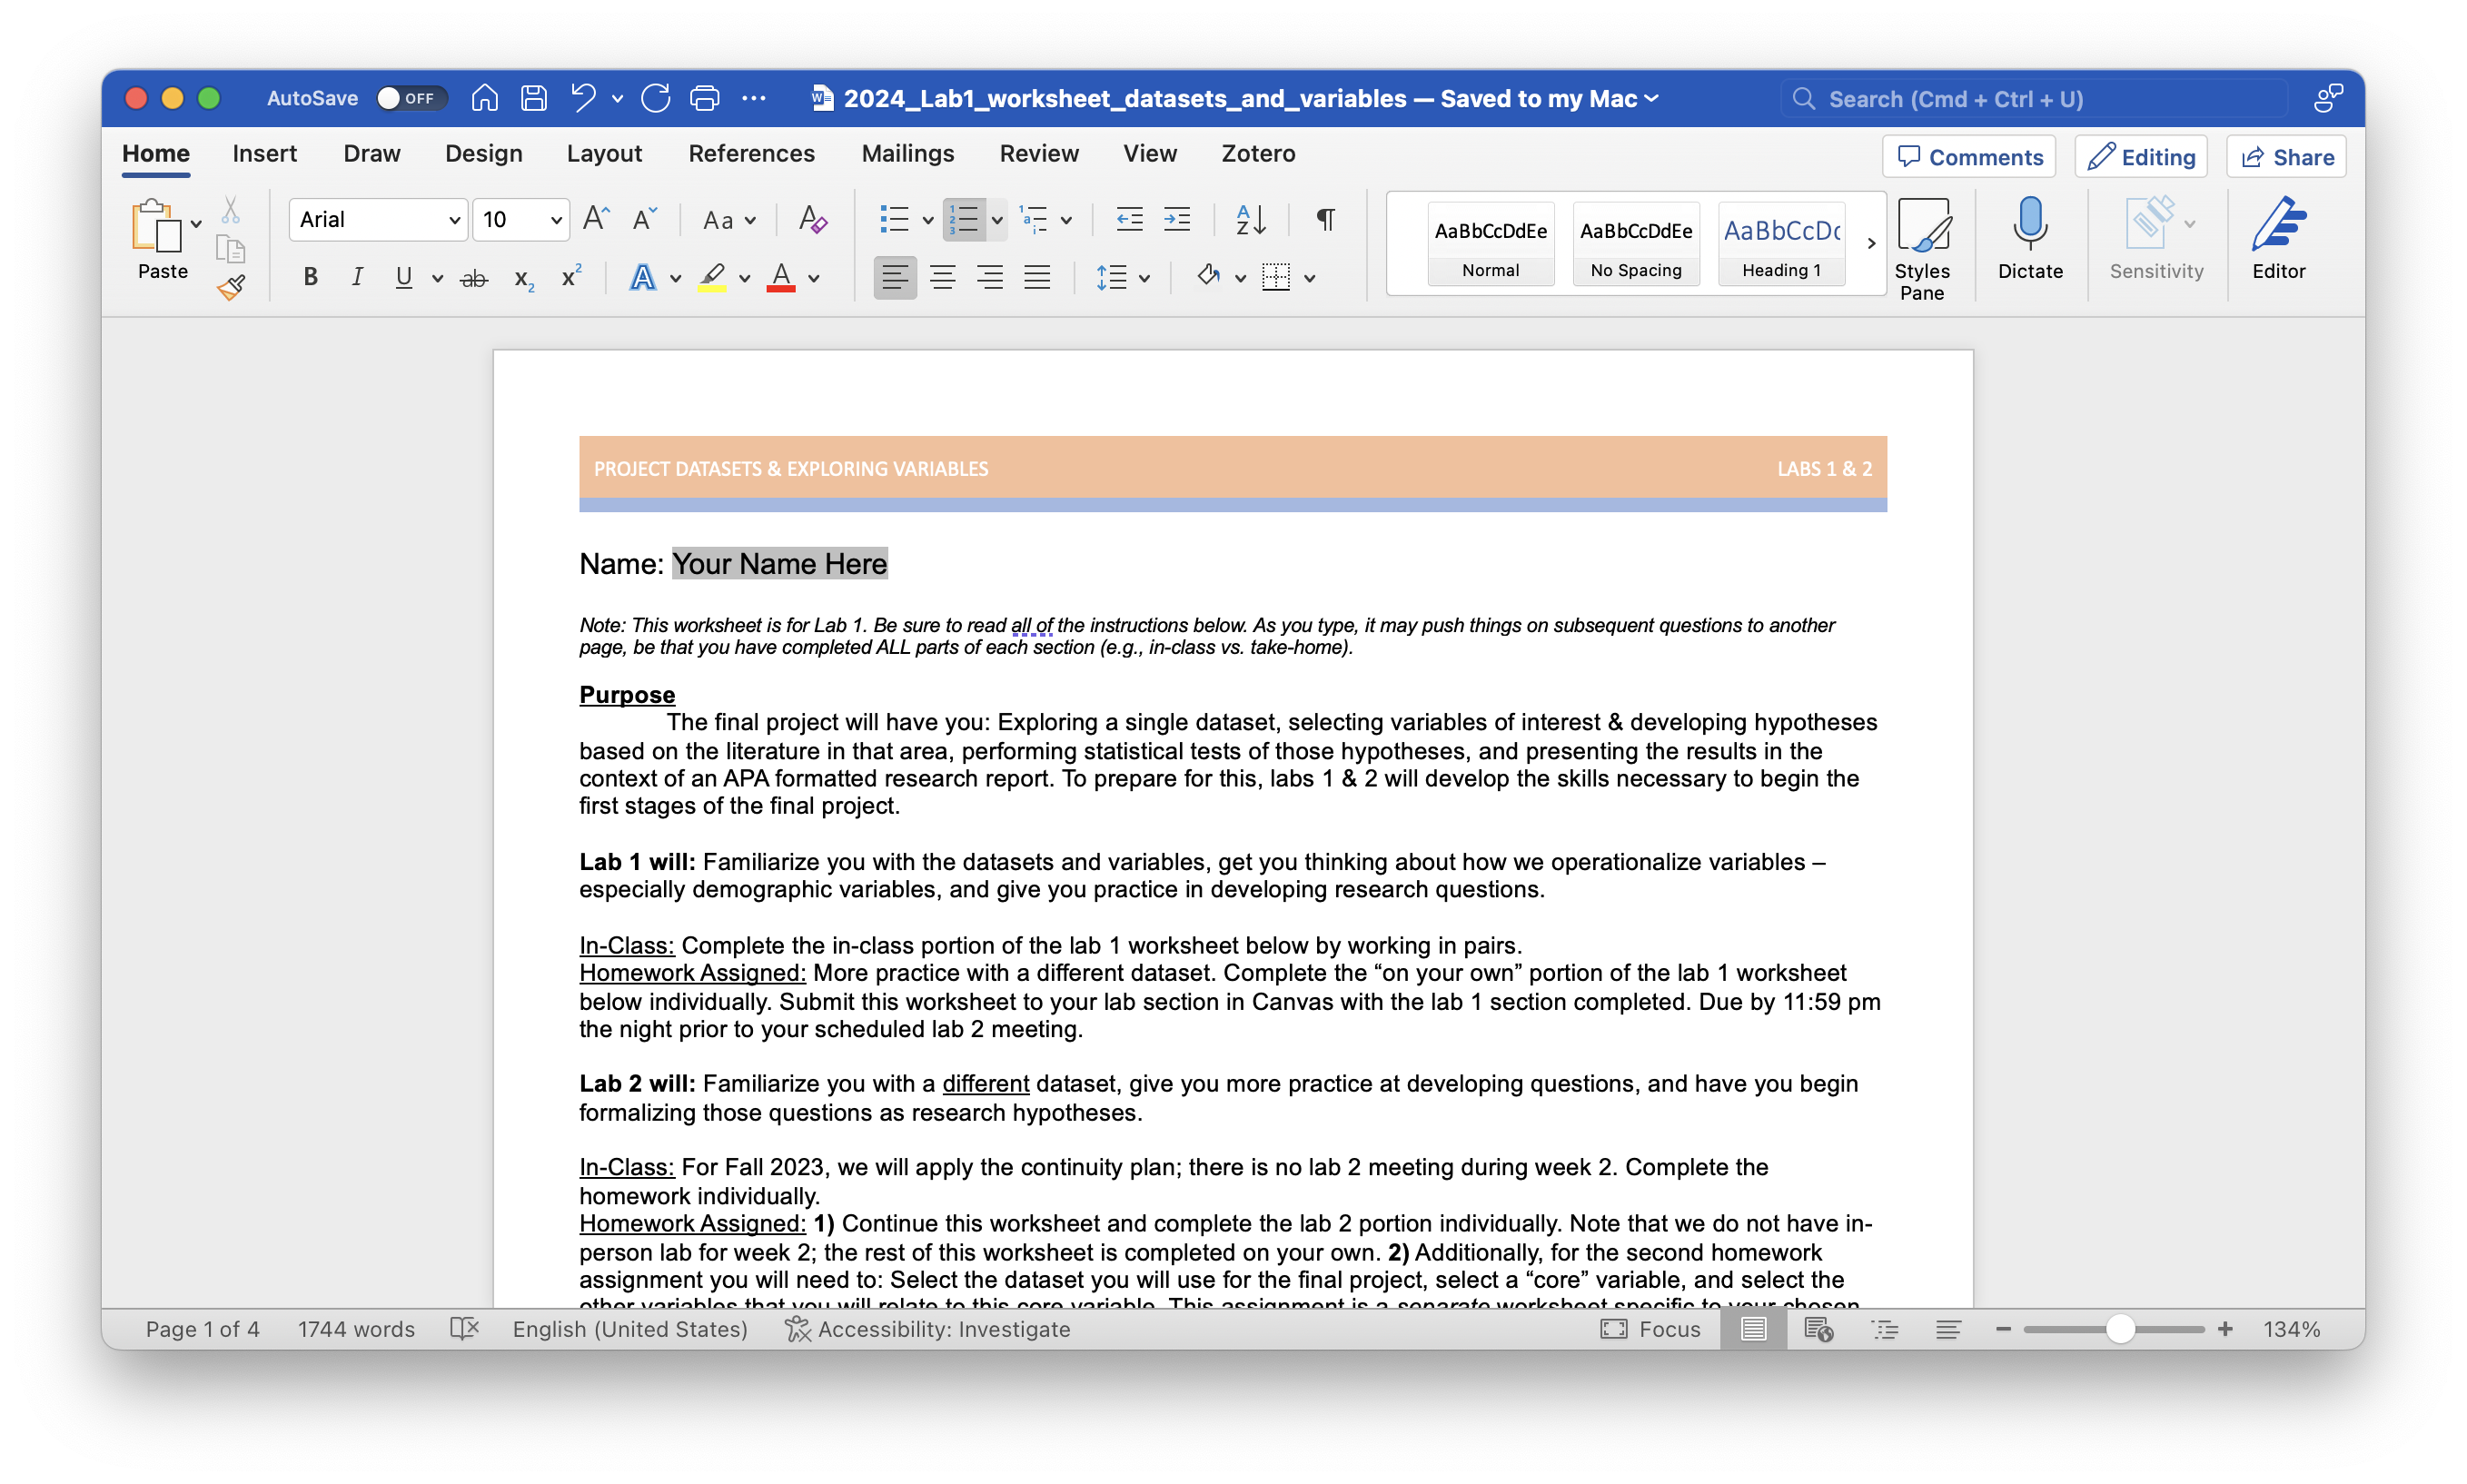 AutoSave OFF 2024_Lab1_worksheet_datasets_and_variables — Saved to my Mac Search (Cmd + Ctrl + U)
Home Insert Draw Design Layout References Mailings Review View Zotero Comments Editing Share
Paste
Arial 10
AaBbCcDdEe AaBbCcDdEe AaBbCcDc
Normal No Spacing Heading 1
Styles Pane
Dictate
Sensitivity
Editor
PROJECT DATASETS & EXPLORING VARIABLES LABS 1 & 2
Name: Your Name Here
Note: This worksheet is for Lab 1. Be sure to read all of the instructions below. As you type, it may push things on subsequent questions to another
page, be that you have completed ALL parts of each section (e.g., in-class vs. take-home).
Purpose
The final project will have you: Exploring a single dataset, selecting variables of interest & developing hypotheses
based on the literature in that area, performing statistical tests of those hypotheses, and presenting the results in the
context of an APA formatted research report. To prepare for this, labs 1 & 2 will develop the skills necessary to begin the
first stages of the final project.
Lab 1 will: Familiarize you with the datasets and variables, get you thinking about how we operationalize variables –
especially demographic variables, and give you practice in developing research questions.
In-Class: Complete the in-class portion of the lab 1 worksheet below by working in pairs.
Homework Assigned: More practice with a different dataset. Complete the “on your own” portion of the lab 1 worksheet
below individually. Submit this worksheet to your lab section in Canvas with the lab 1 section completed. Due by 11:59 pm
the night prior to your scheduled lab 2 meeting.
Lab 2 will: Familiarize you with a different dataset, give you more practice at developing questions, and have you begin
formalizing those questions as research hypotheses.
In-Class: For Fall 2023, we will apply the continuity plan; there is no lab 2 meeting during week 2. Complete the
homework individually.
Homework Assigned: 1) Continue this worksheet and complete the lab 2 portion individually. Note that we do not have in-
person lab for week 2; the rest of this worksheet is completed on your own. 2) Additionally, for the second homework
assignment you will need to: Select the dataset you will use for the final project, select a “core” variable, and select the
other variables that you will relate to this core variable. This assignment is a separate worksheet specific to your chosen
Page 1 of 4 1744 words English (United States) Accessibility: Investigate Focus 134%